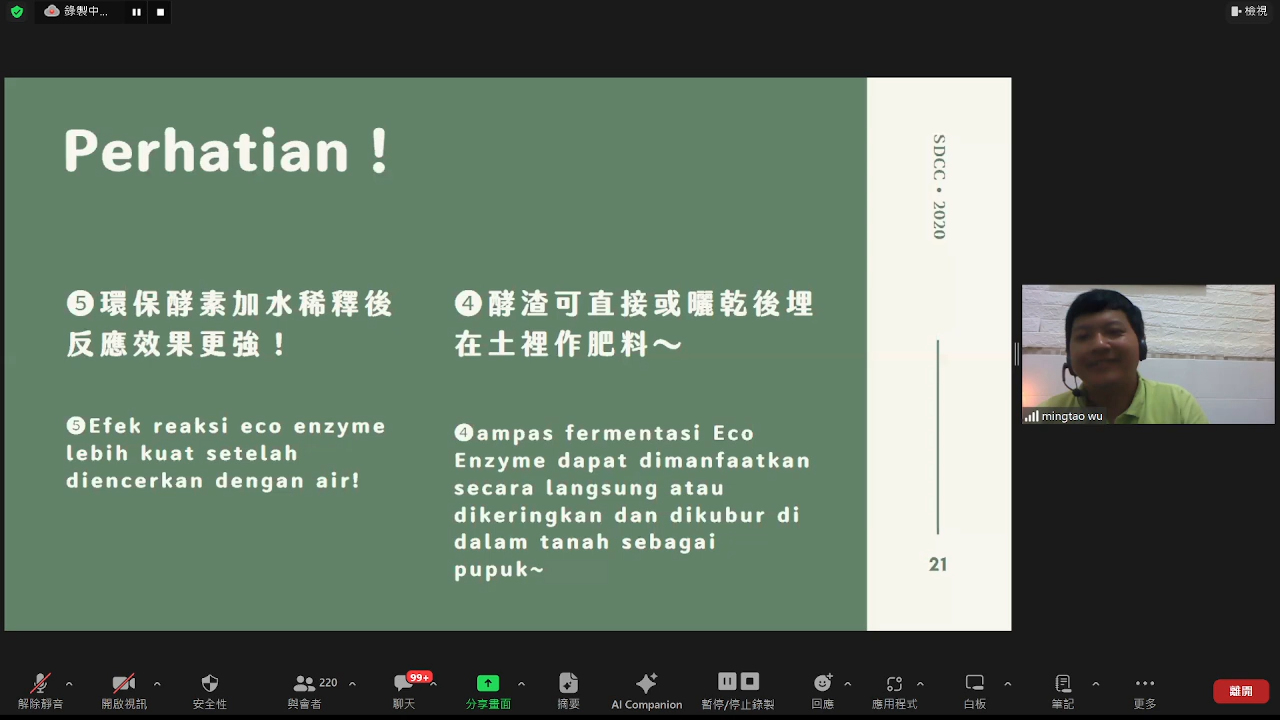 錄製中...
檢視
Perhatian！
❺環保酵素加水稀釋後
反應效果更強！
❺Efek reaksi eco enzyme
lebih kuat setelah
diencerkan dengan air!
❹酵渣可直接或曬乾後埋
在土裡作肥料～
❹ampas fermentasi Eco
Enzyme dapat dimanfaatkan
secara langsung atau
dikeringkan dan dikubur di
dalam tanah sebagai
pupuk~
SDCC • 2020
21
mingtao wu
220
99+
解除靜音
開啟視訊
安全性
與會者
聊天
分享畫面
摘要
AI Companion
暫停/停止錄製
回應
應用程式
白板
筆記
更多
離開